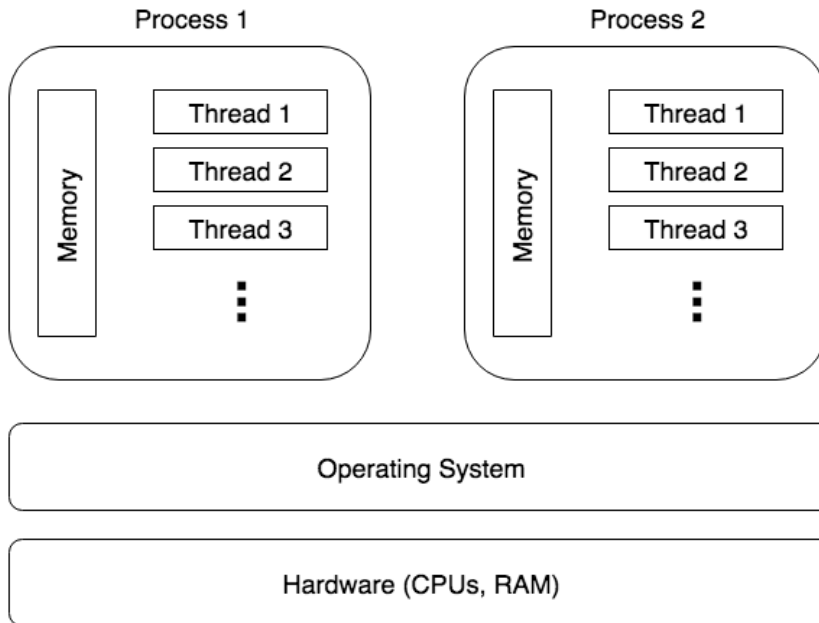 Process 1
Memory
Thread 1
Thread 2
Thread 3
Process 2
Memory
Thread 1
Thread 2
Thread 3
Operating System
Hardware (CPUs, RAM)